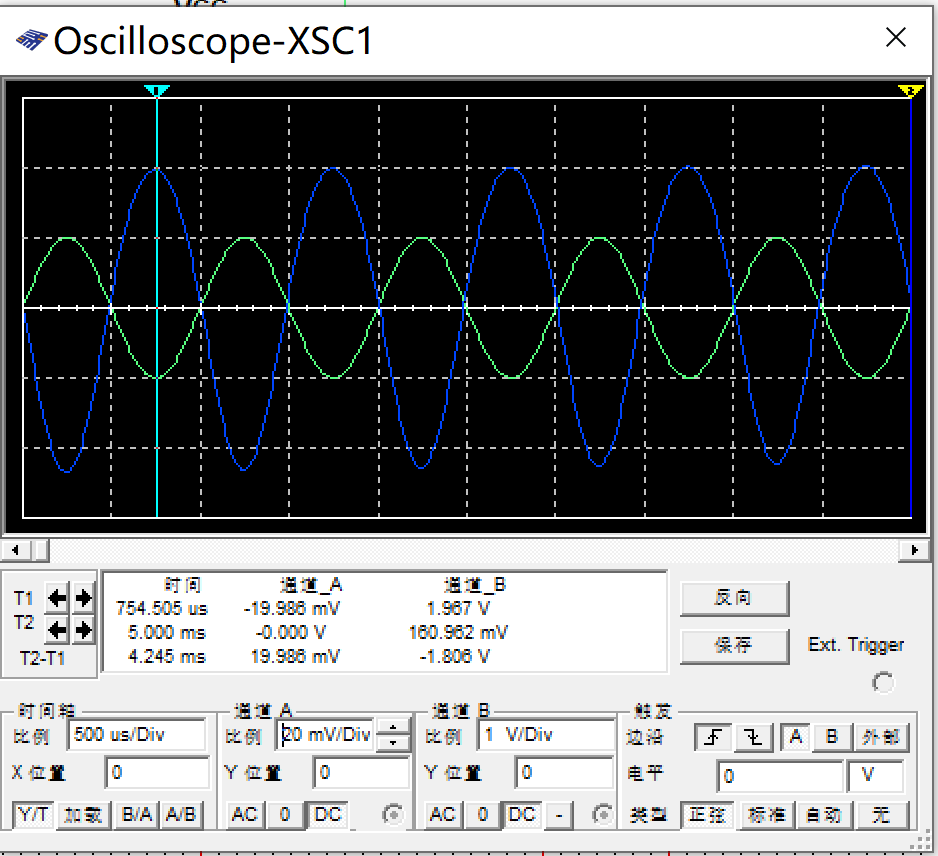 Oscilloscope-XSC1
T1
T2
T2-T1
时间 通道_A 通道_B
754.505 us -19.986 mV 1.967 V
5.000 ms -0.000 V 160.962 mV
4.245 ms 19.986 mV -1.806 V
反向
保存
Ext. Trigger
时间轴
比例 500 us/Div
X 位置 0
Y/T 加载 B/A A/B
通道 A
比例 20 mV/Div
Y 位置 0
AC 0 DC
通道 B
比例 1 V/Div
Y 位置 0
AC 0 DC -
触发
边沿 A B 外部
电平 0 V
类型 正弦 标准 自动 无